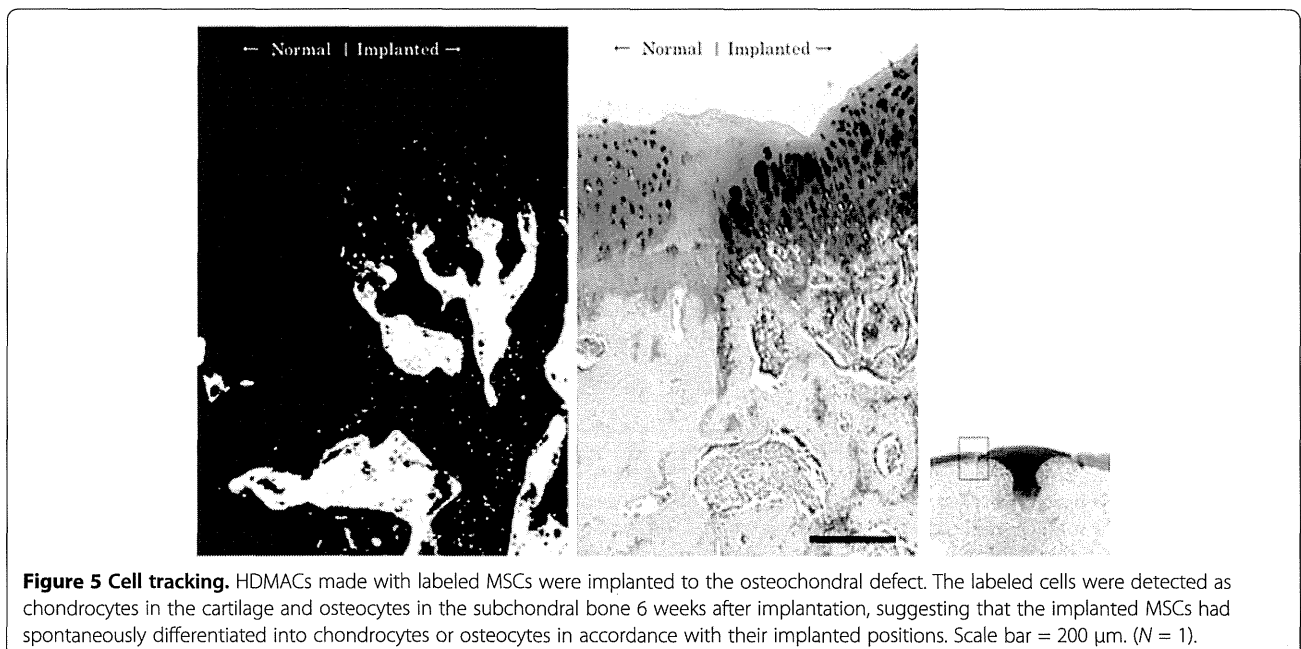 ← Normal | Implanted →
← Normal | Implanted →
Figure 5 Cell tracking. HDMACs made with labeled MSCs were implanted to the osteochondral defect. The labeled cells were detected as
chondrocytes in the cartilage and osteocytes in the subchondral bone 6 weeks after implantation, suggesting that the implanted MSCs had
spontaneously differentiated into chondrocytes or osteocytes in accordance with their implanted positions. Scale bar = 200 μm. (N = 1).